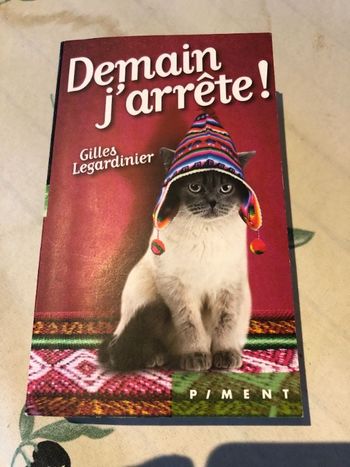 Demain
j'arrête !
Gilles
Legardinier
PIMENT